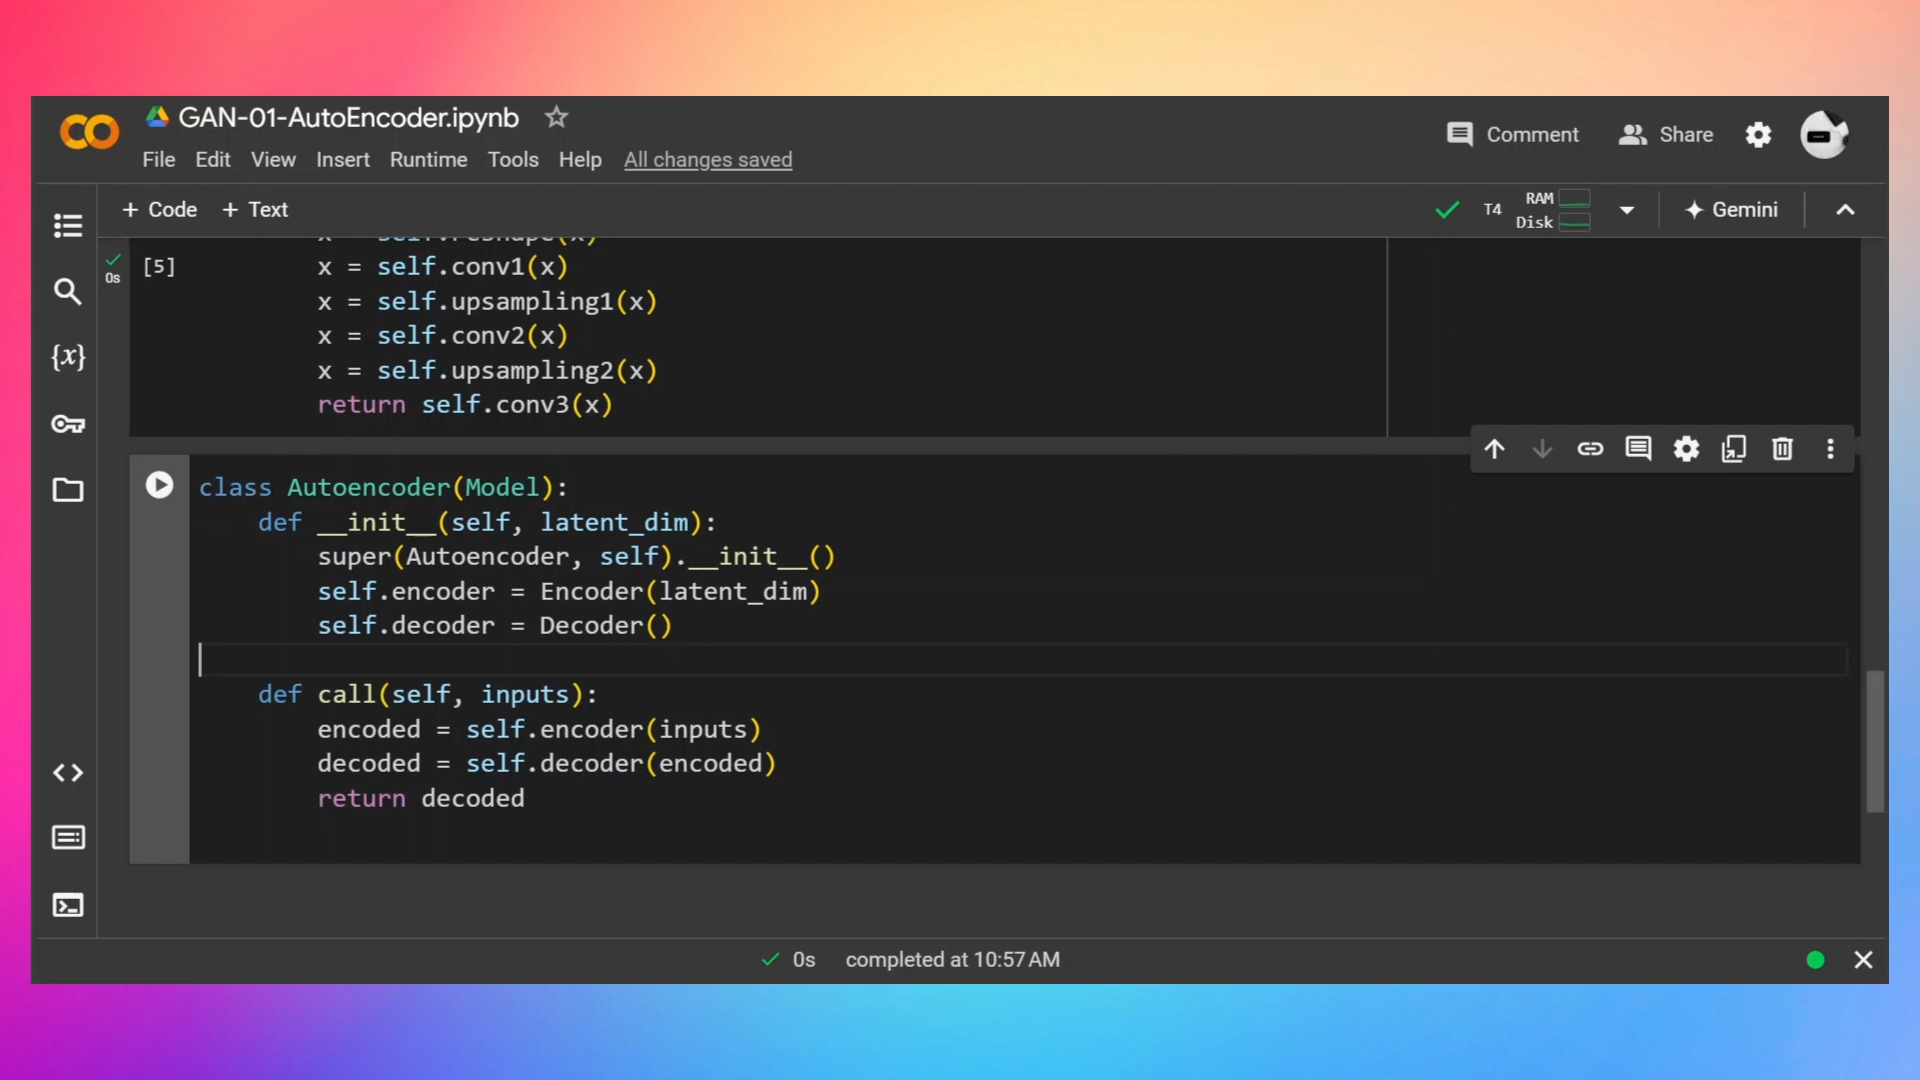 GAN-01-AutoEncoder.ipynb
File Edit View Insert Runtime Tools Help All changes saved
Comment
Share
+ Code + Text
T4
RAM
Disk
Gemini
{x}
0s
[5]
x = self.reshape(x)
x = self.conv1(x)
x = self.upsampling1(x)
x = self.conv2(x)
x = self.upsampling2(x)
return self.conv3(x)
class Autoencoder(Model):
def __init__(self, latent_dim):
super(Autoencoder, self).__init__()
self.encoder = Encoder(latent_dim)
self.decoder = Decoder()
def call(self, inputs):
encoded = self.encoder(inputs)
decoded = self.decoder(encoded)
return decoded
0s completed at 10:57 AM